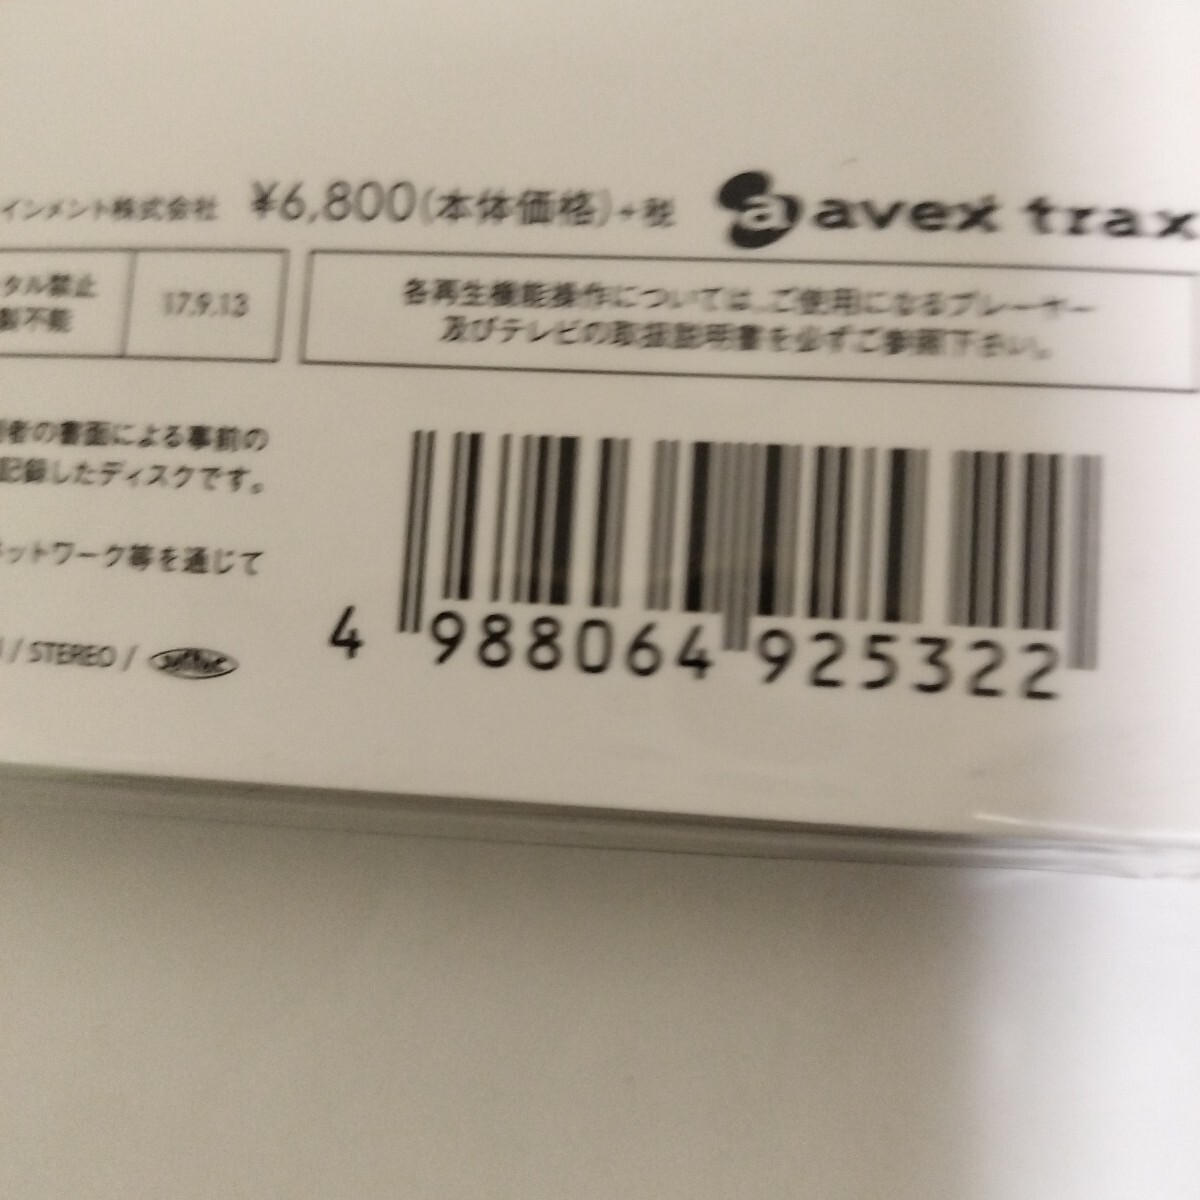 インメント株式会社 ¥6,800(本体価格)+税 a avex trax
タル禁止
製不能
17.9.13
各再生機能操作については、ご使用になるプレーヤー
及びテレビの取扱説明書を必ずご参照下さい。
者の書面による事前の
記録したディスクです。
ネットワーク等を通じて
/ STEREO /
4 988064 925322